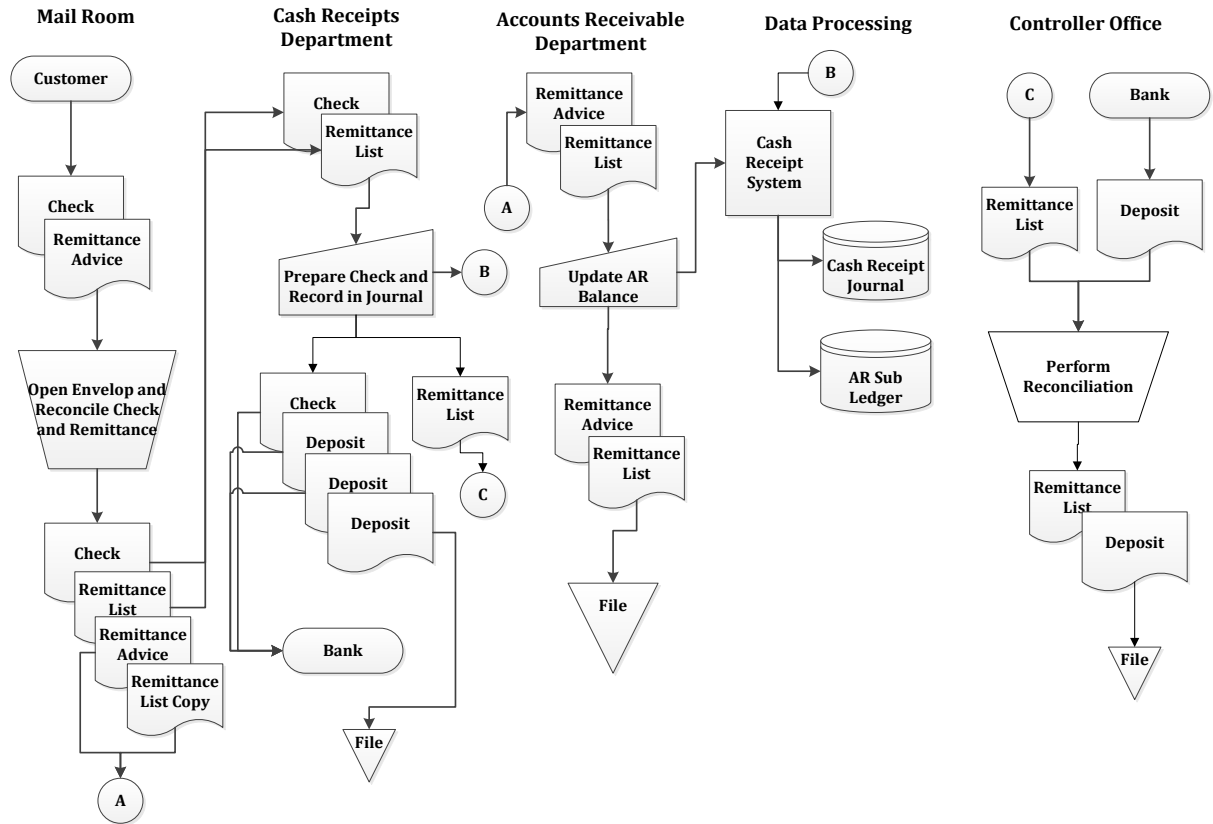 Mail Room
Customer
Check
Remittance
Advice
Open Envelop and
Reconcile Check
and Remittance
Check
Remittance
List
Remittance
Advice
Remittance
List Copy
A
Cash Receipts
Department
Check
Remittance
List
Prepare Check and
Record in Journal
B
Check
Deposit
Deposit
Deposit
Remittance
List
C
Bank
File
Accounts Receivable
Department
Remittance
Advice
Remittance
List
A
Update AR
Balance
Remittance
Advice
Remittance
List
File
Data Processing
B
Cash
Receipt
System
Cash Receipt
Journal
AR Sub
Ledger
Controller Office
C
Bank
Remittance
List
Deposit
Perform
Reconciliation
Remittance
List
Deposit
File